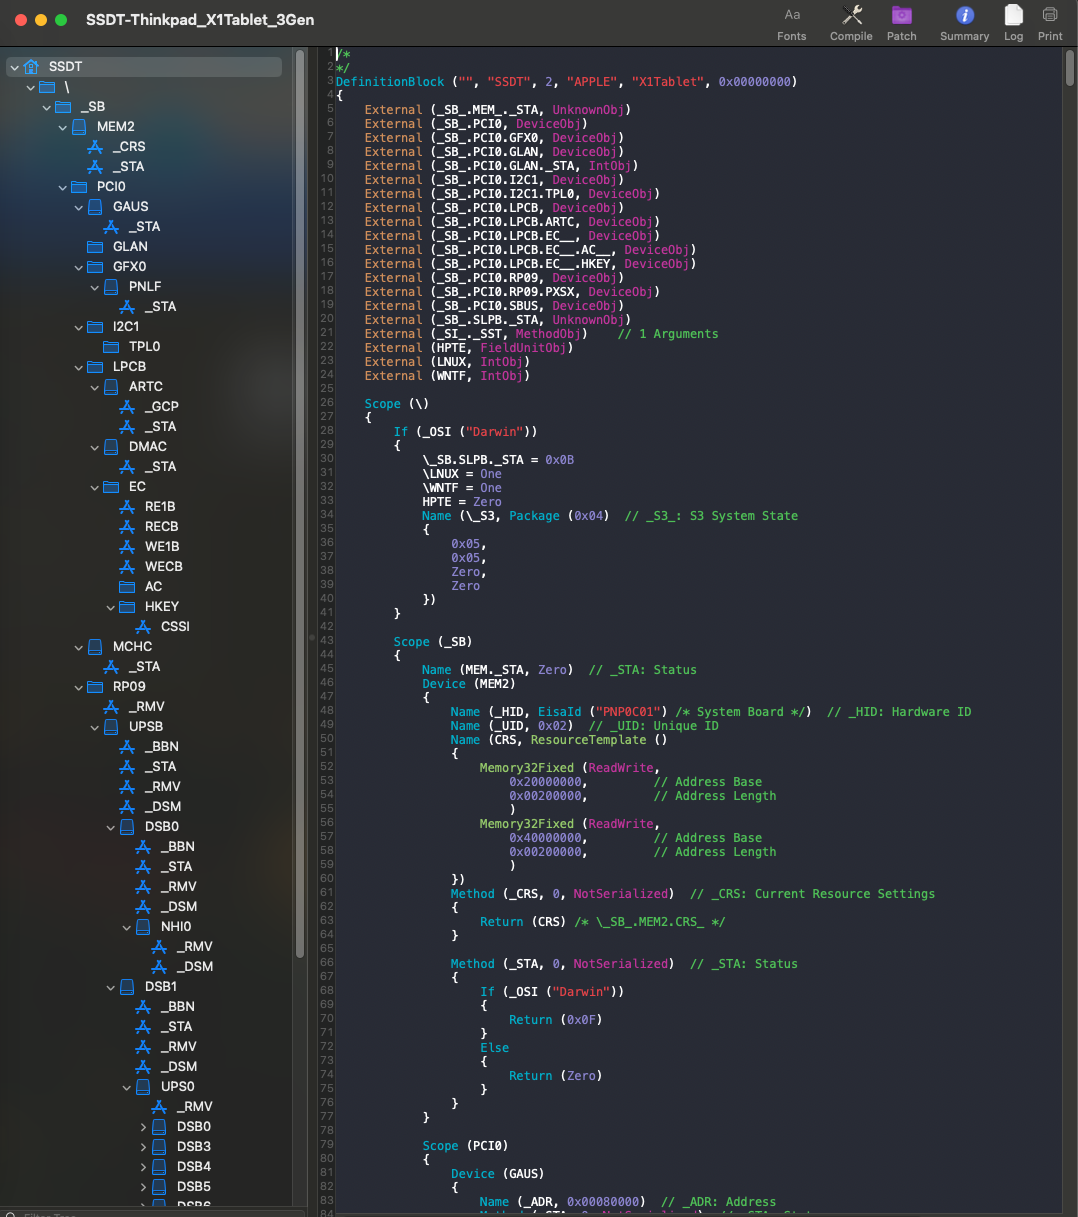 SSDT-Thinkpad_X1Tablet_3Gen
Aa
Fonts
Compile
Patch
Summary
Log
Print
SSDT
\
_SB
MEM2
_CRS
_STA
PCI0
GAUS
_STA
GLAN
GFX0
PNLF
_STA
I2C1
TPL0
LPCB
ARTC
_GCP
_STA
DMAC
_STA
EC
RE1B
RECB
WE1B
WECB
AC
HKEY
CSSI
MCHC
_STA
RP09
_RMV
UPSB
_BBN
_STA
_RMV
_DSM
DSB0
_BBN
_STA
_RMV
_DSM
NHI0
_RMV
_DSM
DSB1
_BBN
_STA
_RMV
_DSM
UPS0
_RMV
DSB0
DSB3
DSB4
DSB5
DSB6
Filter Tree
1 /*
2 */
3 DefinitionBlock ("", "SSDT", 2, "APPLE", "X1Tablet", 0x00000000)
4 {
5 External (_SB_.MEM_._STA, UnknownObj)
6 External (_SB_.PCI0, DeviceObj)
7 External (_SB_.PCI0.GFX0, DeviceObj)
8 External (_SB_.PCI0.GLAN, DeviceObj)
9 External (_SB_.PCI0.GLAN._STA, IntObj)
10 External (_SB_.PCI0.I2C1, DeviceObj)
11 External (_SB_.PCI0.I2C1.TPL0, DeviceObj)
12 External (_SB_.PCI0.LPCB, DeviceObj)
13 External (_SB_.PCI0.LPCB.ARTC, DeviceObj)
14 External (_SB_.PCI0.LPCB.EC__, DeviceObj)
15 External (_SB_.PCI0.LPCB.EC__.AC__, DeviceObj)
16 External (_SB_.PCI0.LPCB.EC__.HKEY, DeviceObj)
17 External (_SB_.PCI0.RP09, DeviceObj)
18 External (_SB_.PCI0.RP09.PXSX, DeviceObj)
19 External (_SB_.PCI0.SBUS, DeviceObj)
20 External (_SB_.SLPB._STA, UnknownObj)
21 External (_SI_._SST, MethodObj) // 1 Arguments
22 External (HPTE, FieldUnitObj)
23 External (LNUX, IntObj)
24 External (WNTF, IntObj)
25
26 Scope (\)
27 {
28 If (_OSI ("Darwin"))
29 {
30 \_SB.SLPB._STA = 0x0B
31 \LNUX = One
32 \WNTF = One
33 HPTE = Zero
34 Name (\_S3, Package (0x04) // _S3_: S3 System State
35 {
36 0x05,
37 0x05,
38 Zero,
39 Zero
40 })
41 }
42
43 Scope (_SB)
44 {
45 Name (MEM._STA, Zero) // _STA: Status
46 Device (MEM2)
47 {
48 Name (_HID, EisaId ("PNP0C01") /* System Board */) // _HID: Hardware ID
49 Name (_UID, 0x02) // _UID: Unique ID
50 Name (CRS, ResourceTemplate ()
51 {
52 Memory32Fixed (ReadWrite,
53 0x20000000, // Address Base
54 0x00200000, // Address Length
55 )
56 Memory32Fixed (ReadWrite,
57 0x40000000, // Address Base
58 0x00200000, // Address Length
59 )
60 })
61 Method (_CRS, 0, NotSerialized) // _CRS: Current Resource Settings
62 {
63 Return (CRS) /* \_SB_.MEM2.CRS_ */
64 }
65
66 Method (_STA, 0, NotSerialized) // _STA: Status
67 {
68 If (_OSI ("Darwin"))
69 {
70 Return (0x0F)
71 }
72 Else
73 {
74 Return (Zero)
75 }
76 }
77 }
78
79 Scope (PCI0)
80 {
81 Device (GAUS)
82 {
83 Name (_ADR, 0x00080000) // _ADR: Address
84 Method (_STA, 0, NotSerialized) // _STA: Status